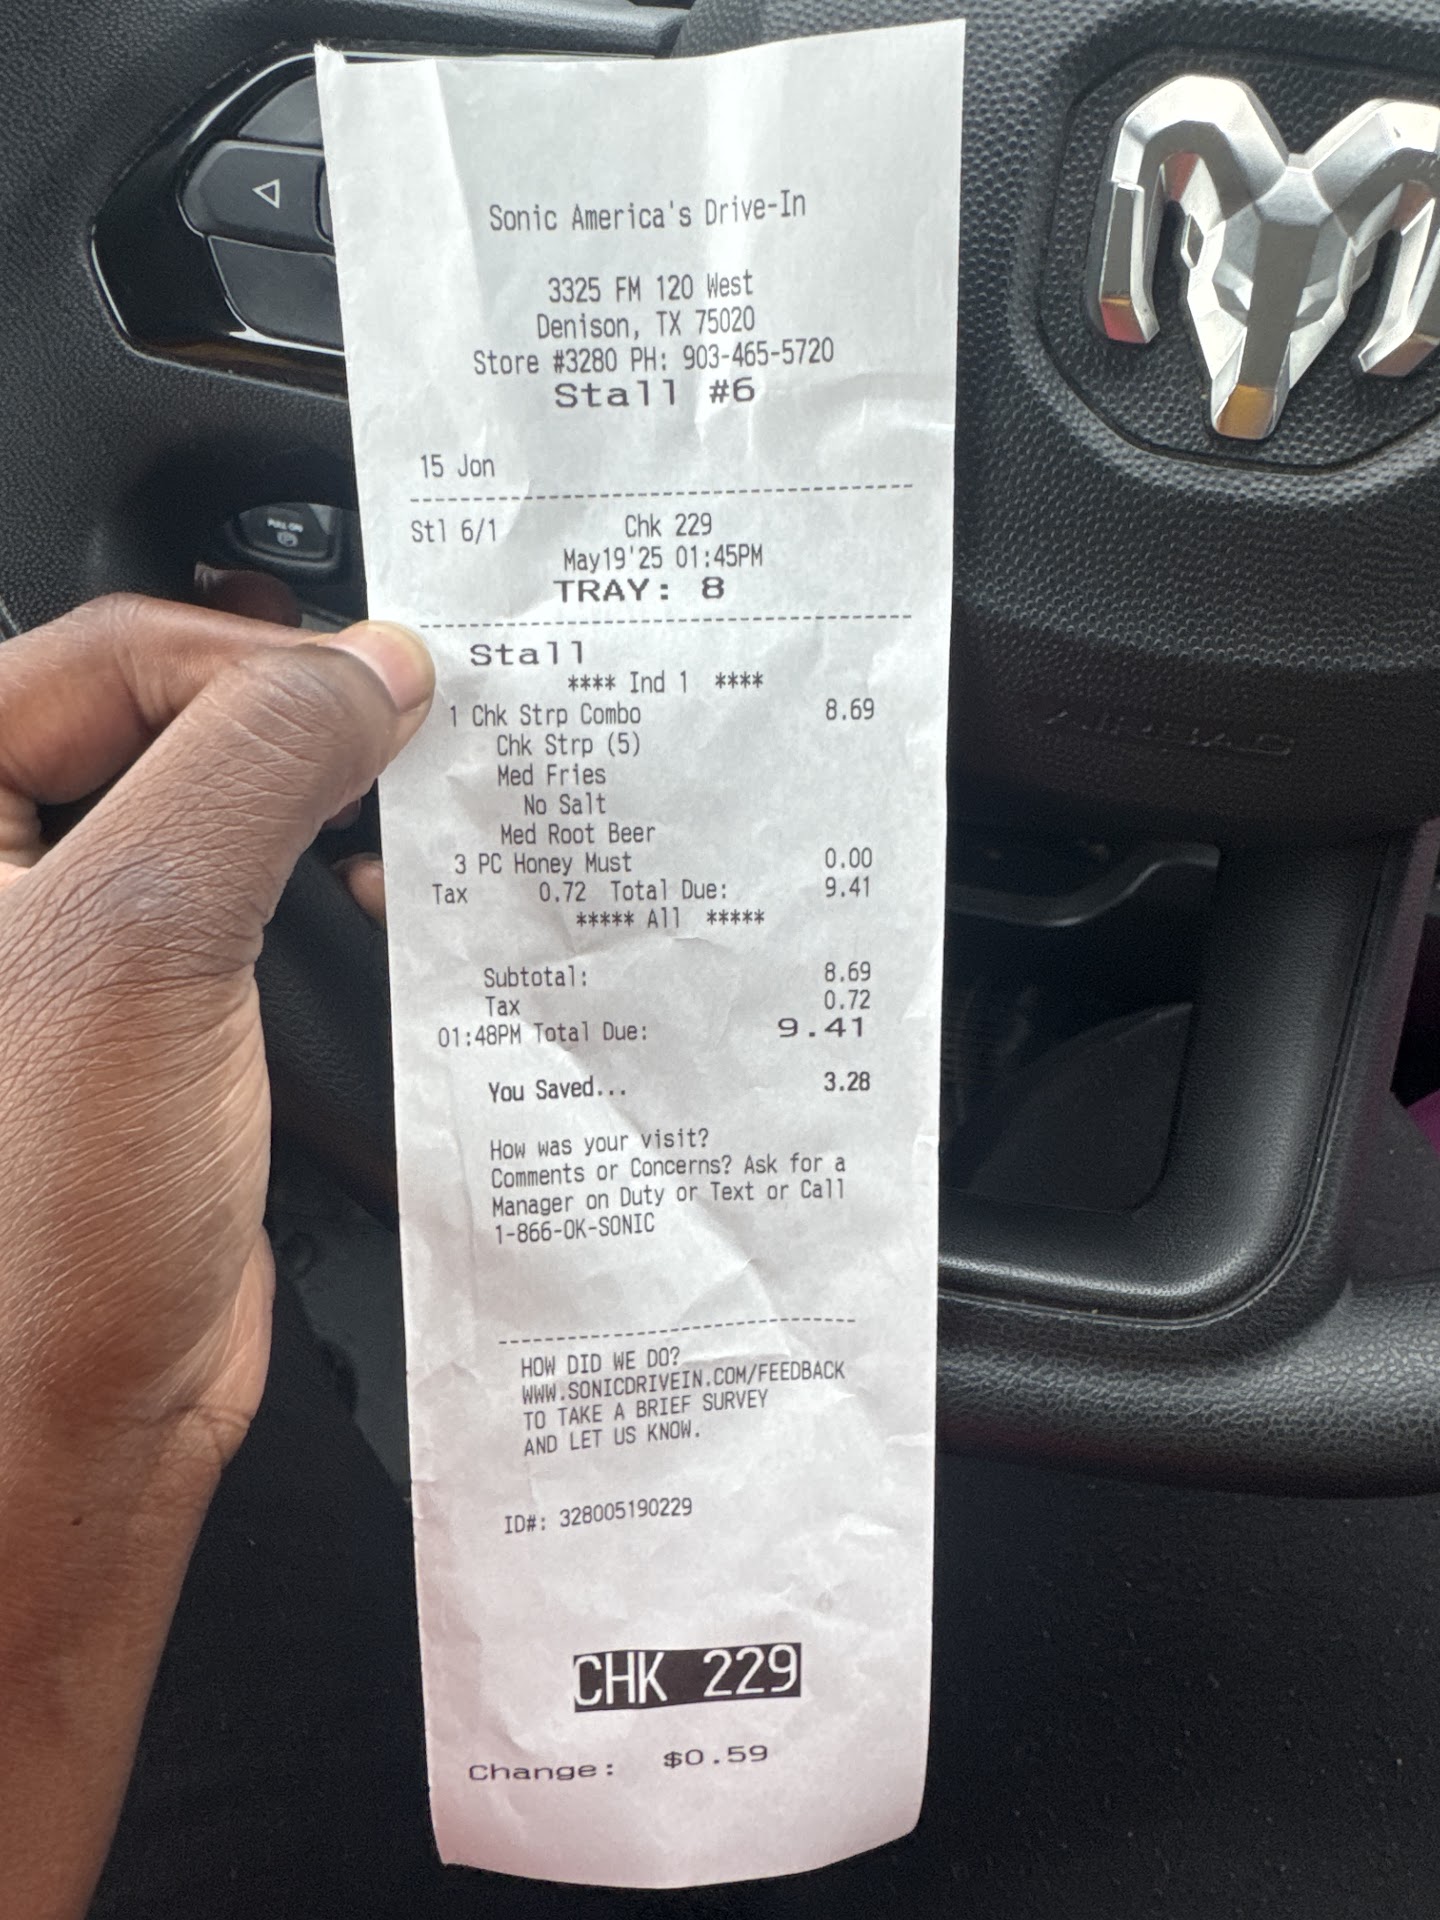 Sonic America's Drive-In
3325 FM 120 West
Denison, TX 75020
Store #3280 PH: 903-465-5720
Stall #6
15 Jon
Stl 6/1 Chk 229
May19'25 01:45PM
TRAY: 8
Stall
**** Ind 1 ****
1 Chk Strp Combo 8.69
Chk Strp (5)
Med Fries
No Salt
Med Root Beer
3 PC Honey Must 0.00
Tax 0.72 Total Due: 9.41
***** All *****
Subtotal: 8.69
Tax 0.72
01:48PM Total Due: 9.41
You Saved... 3.28
How was your visit?
Comments or Concerns? Ask for a
Manager on Duty or Text or Call
1-866-OK-SONIC
HOW DID WE DO?
WWW.SONICDRIVEIN.COM/FEEDBACK
TO TAKE A BRIEF SURVEY
AND LET US KNOW.
ID#: 328005190229
CHK 229
Change: $0.59
PULL ON
AIRBAG